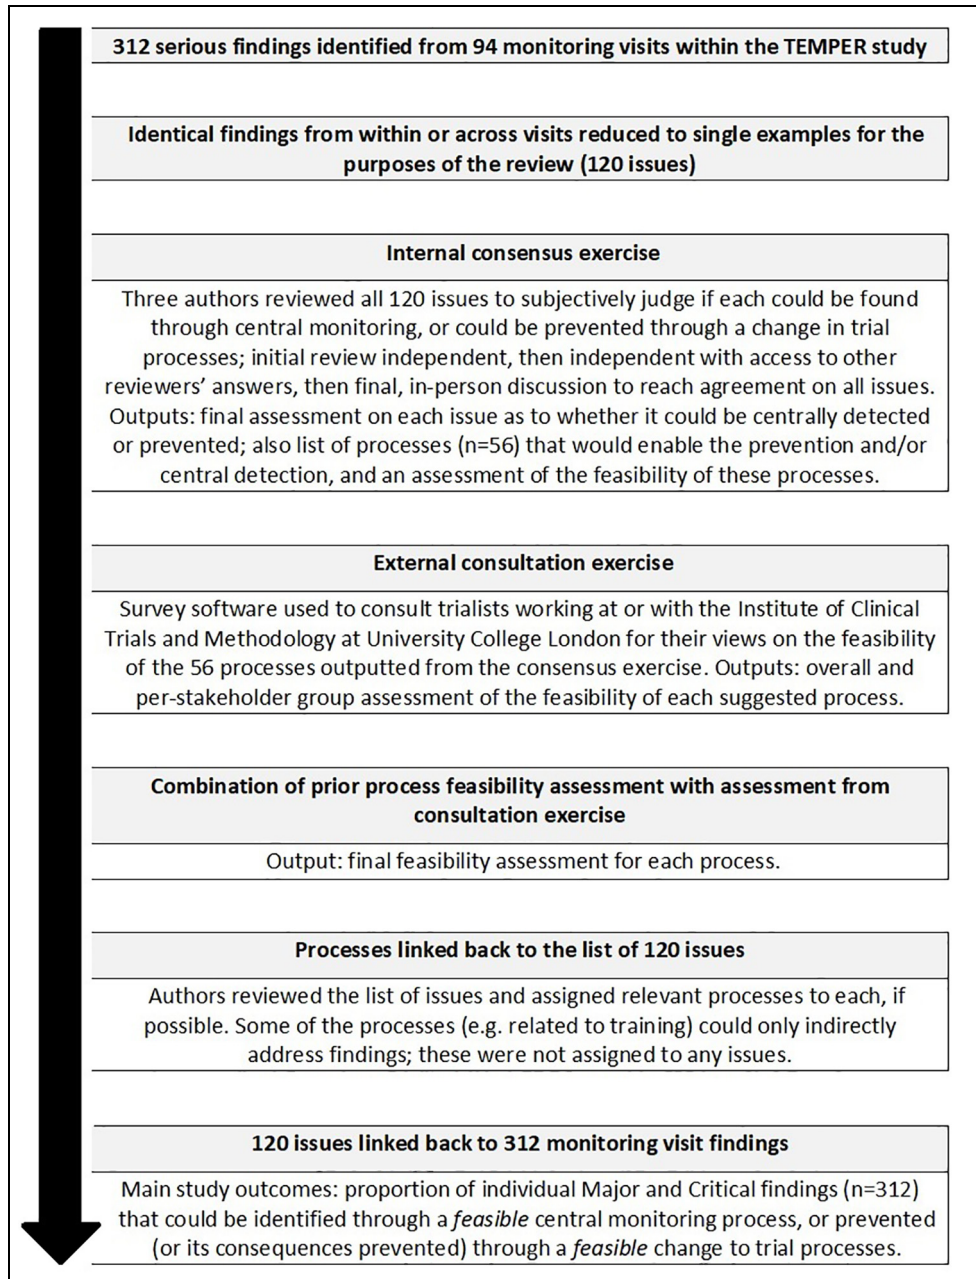 312 serious findings identified from 94 monitoring visits within the TEMPER study
Identical findings from within or across visits reduced to single examples for the
purposes of the review (120 issues)
Internal consensus exercise
Three authors reviewed all 120 issues to subjectively judge if each could be found
through central monitoring, or could be prevented through a change in trial
processes; initial review independent, then independent with access to other
reviewers’ answers, then final, in-person discussion to reach agreement on all issues.
Outputs: final assessment on each issue as to whether it could be centrally detected
or prevented; also list of processes (n=56) that would enable the prevention and/or
central detection, and an assessment of the feasibility of these processes.
External consultation exercise
Survey software used to consult trialists working at or with the Institute of Clinical
Trials and Methodology at University College London for their views on the feasibility
of the 56 processes outputted from the consensus exercise. Outputs: overall and
per-stakeholder group assessment of the feasibility of each suggested process.
Combination of prior process feasibility assessment with assessment from
consultation exercise
Output: final feasibility assessment for each process.
Processes linked back to the list of 120 issues
Authors reviewed the list of issues and assigned relevant processes to each, if
possible. Some of the processes (e.g. related to training) could only indirectly
address findings; these were not assigned to any issues.
120 issues linked back to 312 monitoring visit findings
Main study outcomes: proportion of individual Major and Critical findings (n=312)
that could be identified through a feasible central monitoring process, or prevented
(or its consequences prevented) through a feasible change to trial processes.